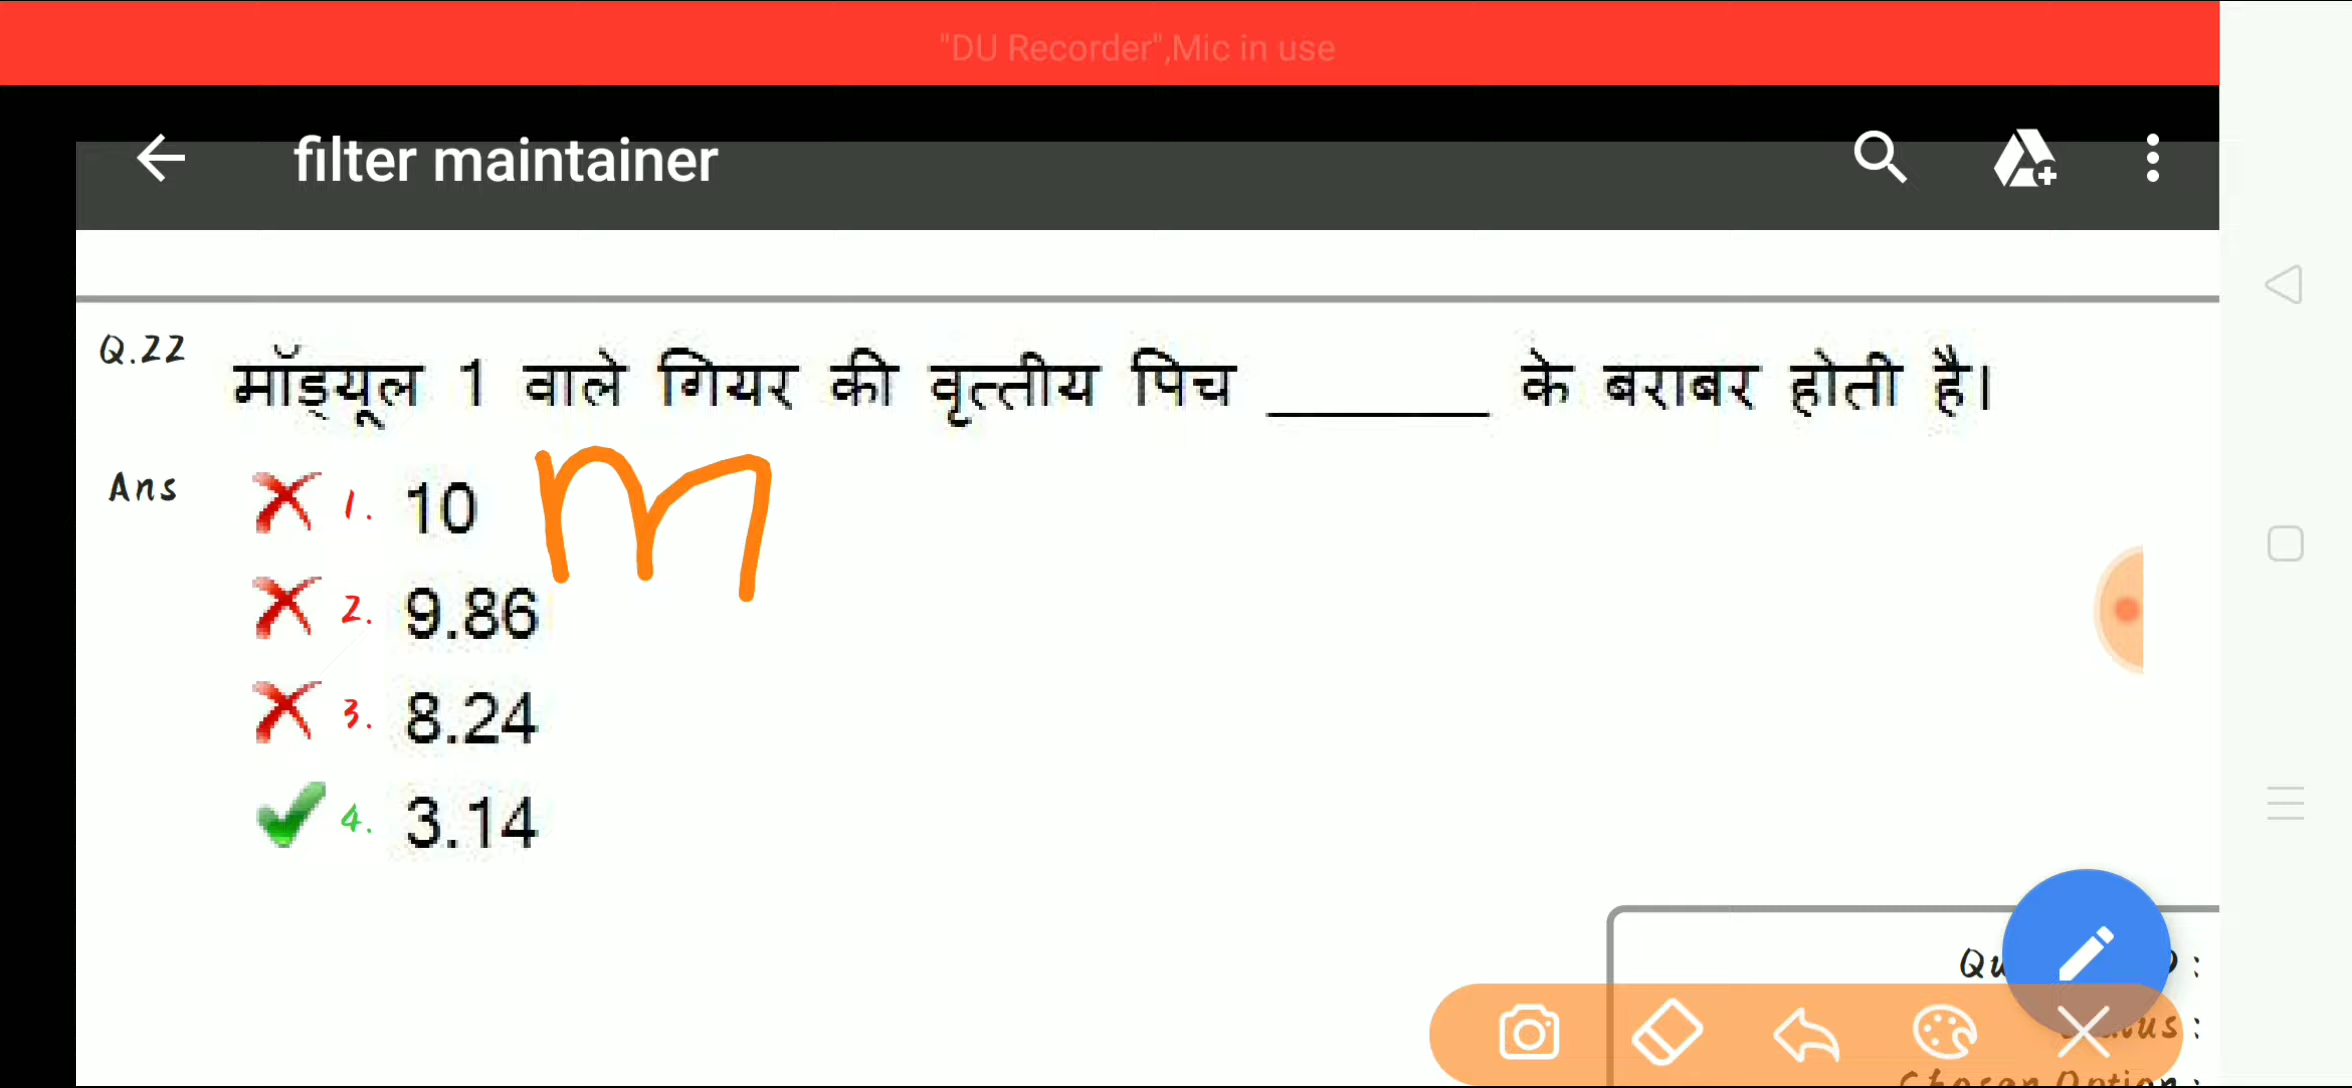 "DU Recorder",Mic in use
filter maintainer
Q.22 मॉड्यूल 1 वाले गियर की वृत्तीय पिच ________ के बराबर होती है।
Ans 1. 10
m
2. 9.86
3. 8.24
4. 3.14